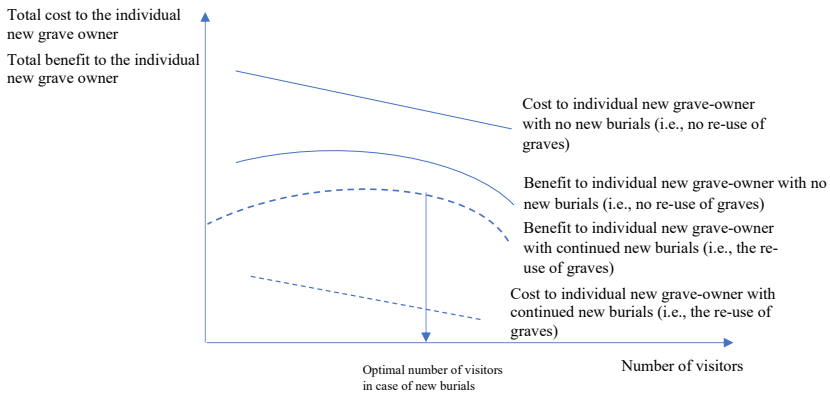 Total cost to the individual
new grave owner
Total benefit to the individual
new grave owner
Cost to individual new grave-owner
with no new burials (i.e., no re-use of
graves)
Benefit to individual new grave-owner with no
new burials (i.e., no re-use of graves)
Benefit to individual new grave-owner
with continued new burials (i.e., the re-
use of graves)
Cost to individual new grave-owner with
continued new burials (i.e., the re-use of
graves)
Number of visitors
Optimal number of visitors
in case of new burials